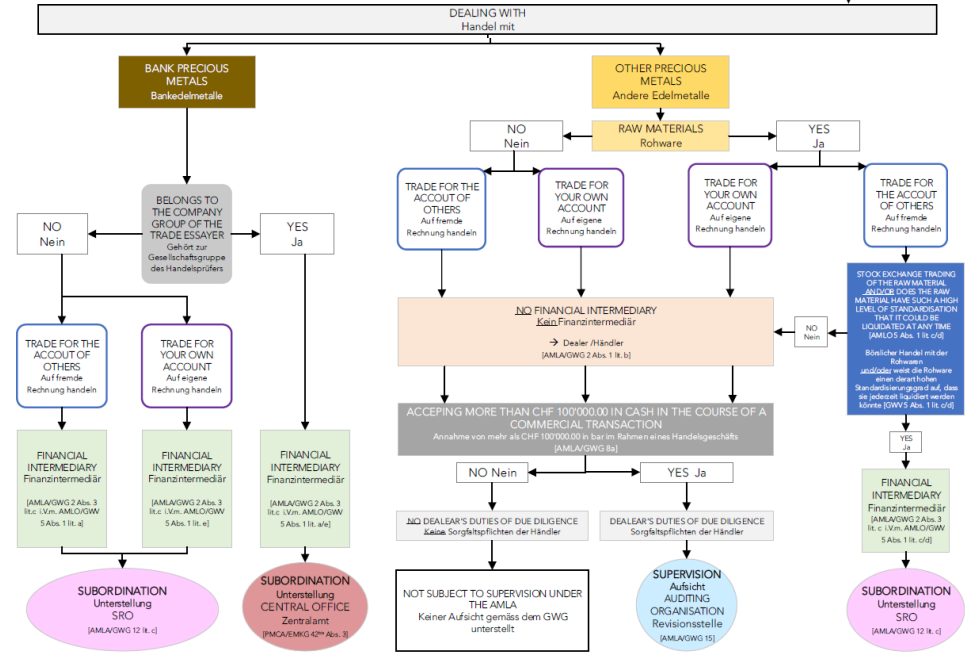 DEALING WITH
Handel mit
BANK PRECIOUS
METALS
Bankedelmetalle
OTHER PRECIOUS
METALS
Andere Edelmetalle
NO
Nein
RAW MATERIALS
Rohware
YES
Ja
TRADE FOR THE
ACCOUT OF
OTHERS
Auf fremde
Rechnung handeln
TRADE FOR
YOUR OWN
ACCOUNT
Auf eigene
Rechnung handeln
TRADE FOR
YOUR OWN
ACCOUNT
Auf eigene
Rechnung handeln
TRADE FOR
THE ACCOUT
OF OTHERS
Auf fremde
Rechnung handeln
NO
Nein
BELONGS TO
THE COMPANY
GROUP OF THE
TRADE ESSAYER
Gehört zur
Gesellschaftsgruppe
des Handelsprüfers
YES
Ja
STOCK EXCHANGE TRADING
OF THE RAW MATERIAL
AND/OR DOES THE RAW
MATERIAL HAVE SUCH A HIGH
LEVEL OF STANDARDISATION
THAT IT COULD BE
LIQUIDATED AT ANY TIME
[AMLO 5 Abs. 1 lit c/d]
Börslicher Handel mit der
Rohwaren
und/oder weist die Rohware
einen derart hohen
Standardisierungsgrad auf, dass
sie jederzeit liquidiert werden
könnte [GWV 5 Abs. 1 lit. c/d]
NO FINANCIAL INTERMEDIARY
Kein Finanzintermediär
→ Dealer /Händler
[AMLA/GWG 2 Abs. 1 lit. b]
NO
Nein
TRADE FOR THE
ACCOUT OF
OTHERS
Auf fremde
Rechnung handeln
TRADE FOR
YOUR OWN
ACCOUNT
Auf eigene
Rechnung handeln
ACCEPING MORE THAN CHF 100'000.00 IN CASH IN THE COURSE OF A
COMMERCIAL TRANSACTION
Annahme von mehr als CHF 100'000.00 in bar im Rahmen eines Handelsgeschäfts
[AMLA/GWG 8a]
YES
Ja
FINANCIAL
INTERMEDIARY
Finanzintermediär
[AMLA/GWG 2 Abs. 3
lit.c i.V.m. AMLO/GWV
5 Abs. 1 lit. a]
FINANCIAL
INTERMEDIARY
Finanzintermediär
[AMLA/GWG 2 Abs. 3
lit.c i.V.m. AMLO/GWV
5 Abs. 1 lit. e]
FINANCIAL
INTERMEDIARY
Finanzintermediär
[AMLA/GWG 2 Abs. 3
lit.c i.V.m. AMLO/GWV
5 Abs. 1 lit. a/e]
NO Nein
YES Ja
FINANCIAL
INTERMEDIARY
Finanzintermediär
[AMLA/GWG 2 Abs. 3
lit. c i.V.m. AMLO/GWV
5 Abs. 1 lit. c/d]
NO DEALEAR'S DUTIES OF DUE DILIGENCE
Keine Sorgfaltspflichten der Händler
DEALEAR'S DUTIES OF DUE DILIGENCE
Sorgfaltspflichten der Händler
SUBORDINATION
Unterstellung
SRO
[AMLA/GWG 12 lit. c]
SUBORDINATION
Unterstellung
CENTRAL OFFICE
Zentralamt
[PMCA/EMKG 42ter Abs. 3]
NOT SUBJECT TO SUPERVISION UNDER
THE AMLA
Keiner Aufsicht gemäss dem GWG
unterstellt
SUPERVISION
Aufsicht
AUDITING
ORGANISATION
Revisionsstelle
[AMLA/GWG 15]
SUBORDINATION
Unterstellung
SRO
[AMLA/GWG 12 lit. c]